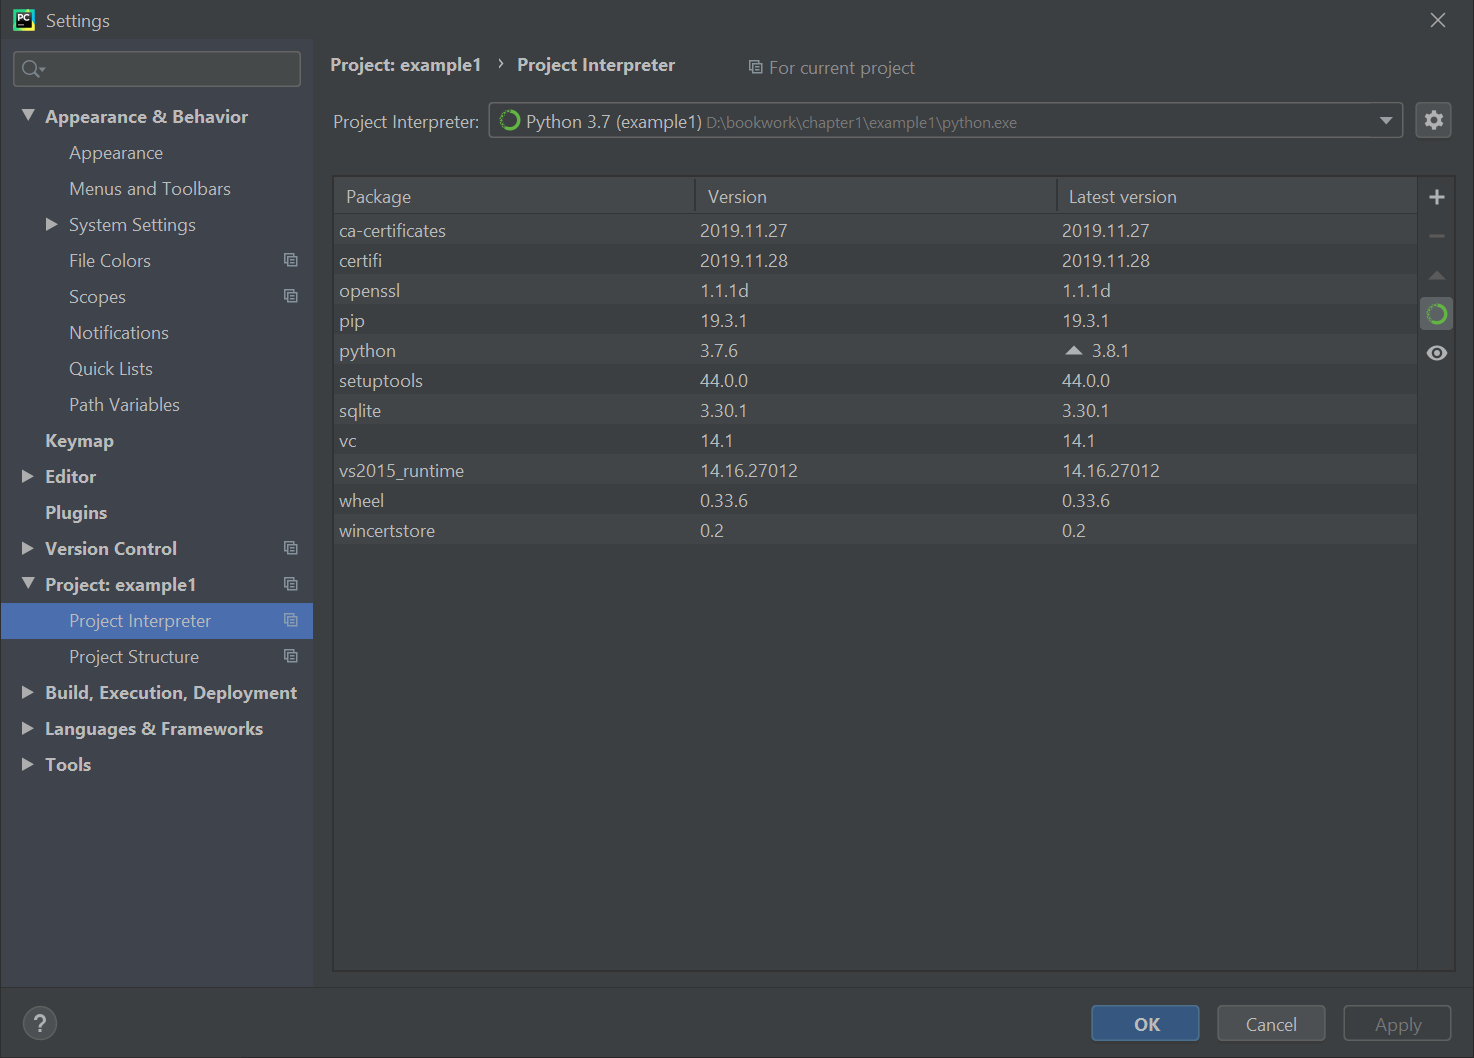 PC Settings
Appearance & Behavior
Appearance
Menus and Toolbars
System Settings
File Colors
Scopes
Notifications
Quick Lists
Path Variables
Keymap
Editor
Plugins
Version Control
Project: example1
Project Interpreter
Project Structure
Build, Execution, Deployment
Languages & Frameworks
Tools
Project: example1 › Project Interpreter For current project
Project Interpreter: Python 3.7 (example1) D:\bookwork\chapter1\example1\python.exe
Package Version Latest version
ca-certificates 2019.11.27 2019.11.27
certifi 2019.11.28 2019.11.28
openssl 1.1.1d 1.1.1d
pip 19.3.1 19.3.1
python 3.7.6 3.8.1
setuptools 44.0.0 44.0.0
sqlite 3.30.1 3.30.1
vc 14.1 14.1
vs2015_runtime 14.16.27012 14.16.27012
wheel 0.33.6 0.33.6
wincertstore 0.2 0.2
? OK Cancel Apply